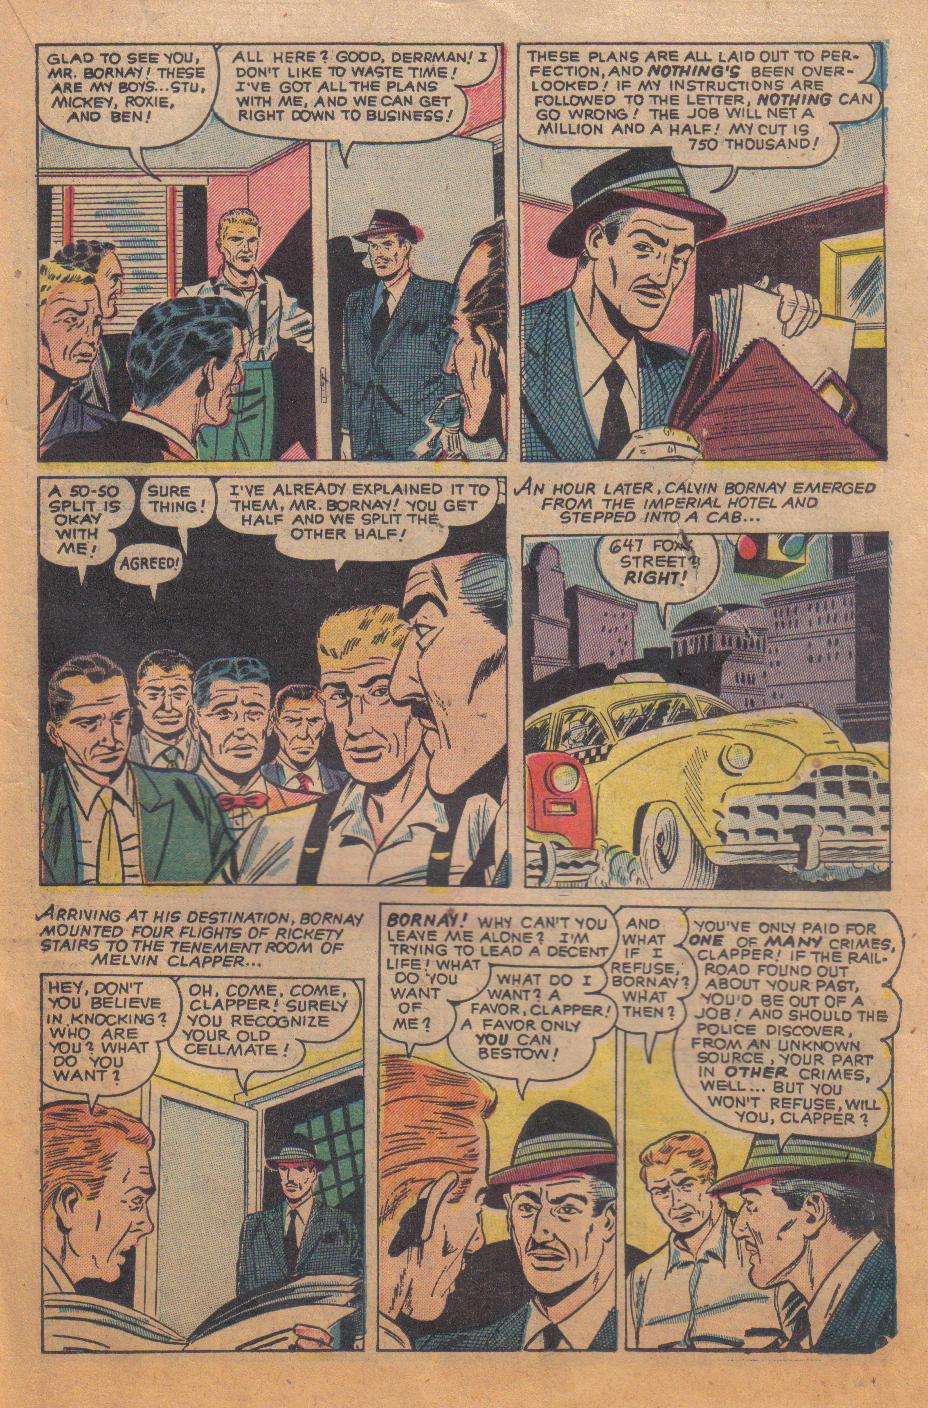 GLAD TO SEE YOU,
MR. BORNAY! THESE
ARE MY BOYS...STU,
MICKEY, ROXIE,
AND BEN!
ALL HERE? GOOD, DERRMAN! I
DON'T LIKE TO WASTE TIME!
I'VE GOT ALL THE PLANS
WITH ME, AND WE CAN GET
RIGHT DOWN TO BUSINESS!
THESE PLANS ARE ALL LAID OUT TO PER-
FECTION, AND NOTHING'S BEEN OVER-
LOOKED! IF MY INSTRUCTIONS ARE
FOLLOWED TO THE LETTER, NOTHING CAN
GO WRONG! THE JOB WILL NET A
MILLION AND A HALF! MY CUT IS
750 THOUSAND!
A 50-50
SPLIT IS
OKAY
WITH
ME!
AGREED!
SURE
THING!
I'VE ALREADY EXPLAINED IT TO
THEM, MR. BORNAY! YOU GET
HALF AND WE SPLIT THE
OTHER HALF!
AN HOUR LATER, CALVIN BORNAY EMERGED
FROM THE IMPERIAL HOTEL AND
STEPPED INTO A CAB...
647 FOXX
STREET?
RIGHT!
ARRIVING AT HIS DESTINATION, BORNAY
MOUNTED FOUR FLIGHTS OF RICKETY
STAIRS TO THE TENEMENT ROOM OF
MELVIN CLAPPER...
HEY, DON'T
YOU BELIEVE
IN KNOCKING?
WHO ARE
YOU? WHAT
DO YOU
WANT?
OH, COME, COME,
CLAPPER! SURELY
YOU RECOGNIZE
YOUR OLD
CELLMATE!
BORNAY! WHY CAN'T YOU
LEAVE ME ALONE? I'M
TRYING TO LEAD A DECENT
LIFE! WHAT
DO YOU
WANT
OF
ME?
WHAT DO I
WANT? A
FAVOR, CLAPPER!
A FAVOR ONLY
YOU CAN
BESTOW!
AND
WHAT
IF I
REFUSE,
BORNAY?
WHAT
THEN?
YOU'VE ONLY PAID FOR
ONE OF MANY CRIMES,
CLAPPER! IF THE RAIL-
ROAD FOUND OUT
ABOUT YOUR PAST,
YOU'D BE OUT OF A
JOB! AND SHOULD THE
POLICE DISCOVER,
FROM AN UNKNOWN
SOURCE, YOUR PART
IN OTHER CRIMES,
WELL... BUT YOU
WON'T REFUSE, WILL
YOU, CLAPPER?